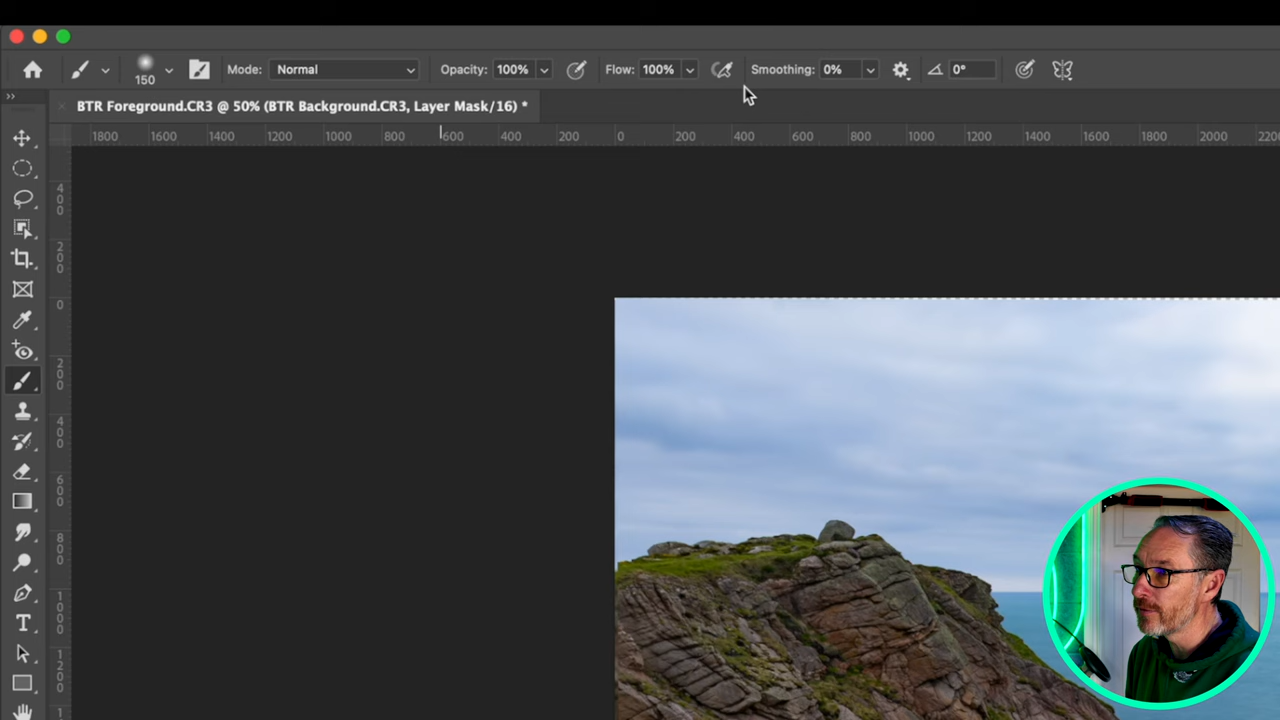 150 Mode: Normal Opacity: 100% Flow: 100% Smoothing: 0% 0°
BTR Foreground.CR3 @ 50% (BTR Background.CR3, Layer Mask/16) *
1800 1600 1400 1200 1000 800 600 400 200 0 200 400 600 800 1000 1200 1400 1600 1800 2000 2200
400
200
0
200
400
600
800
1000
1200
T